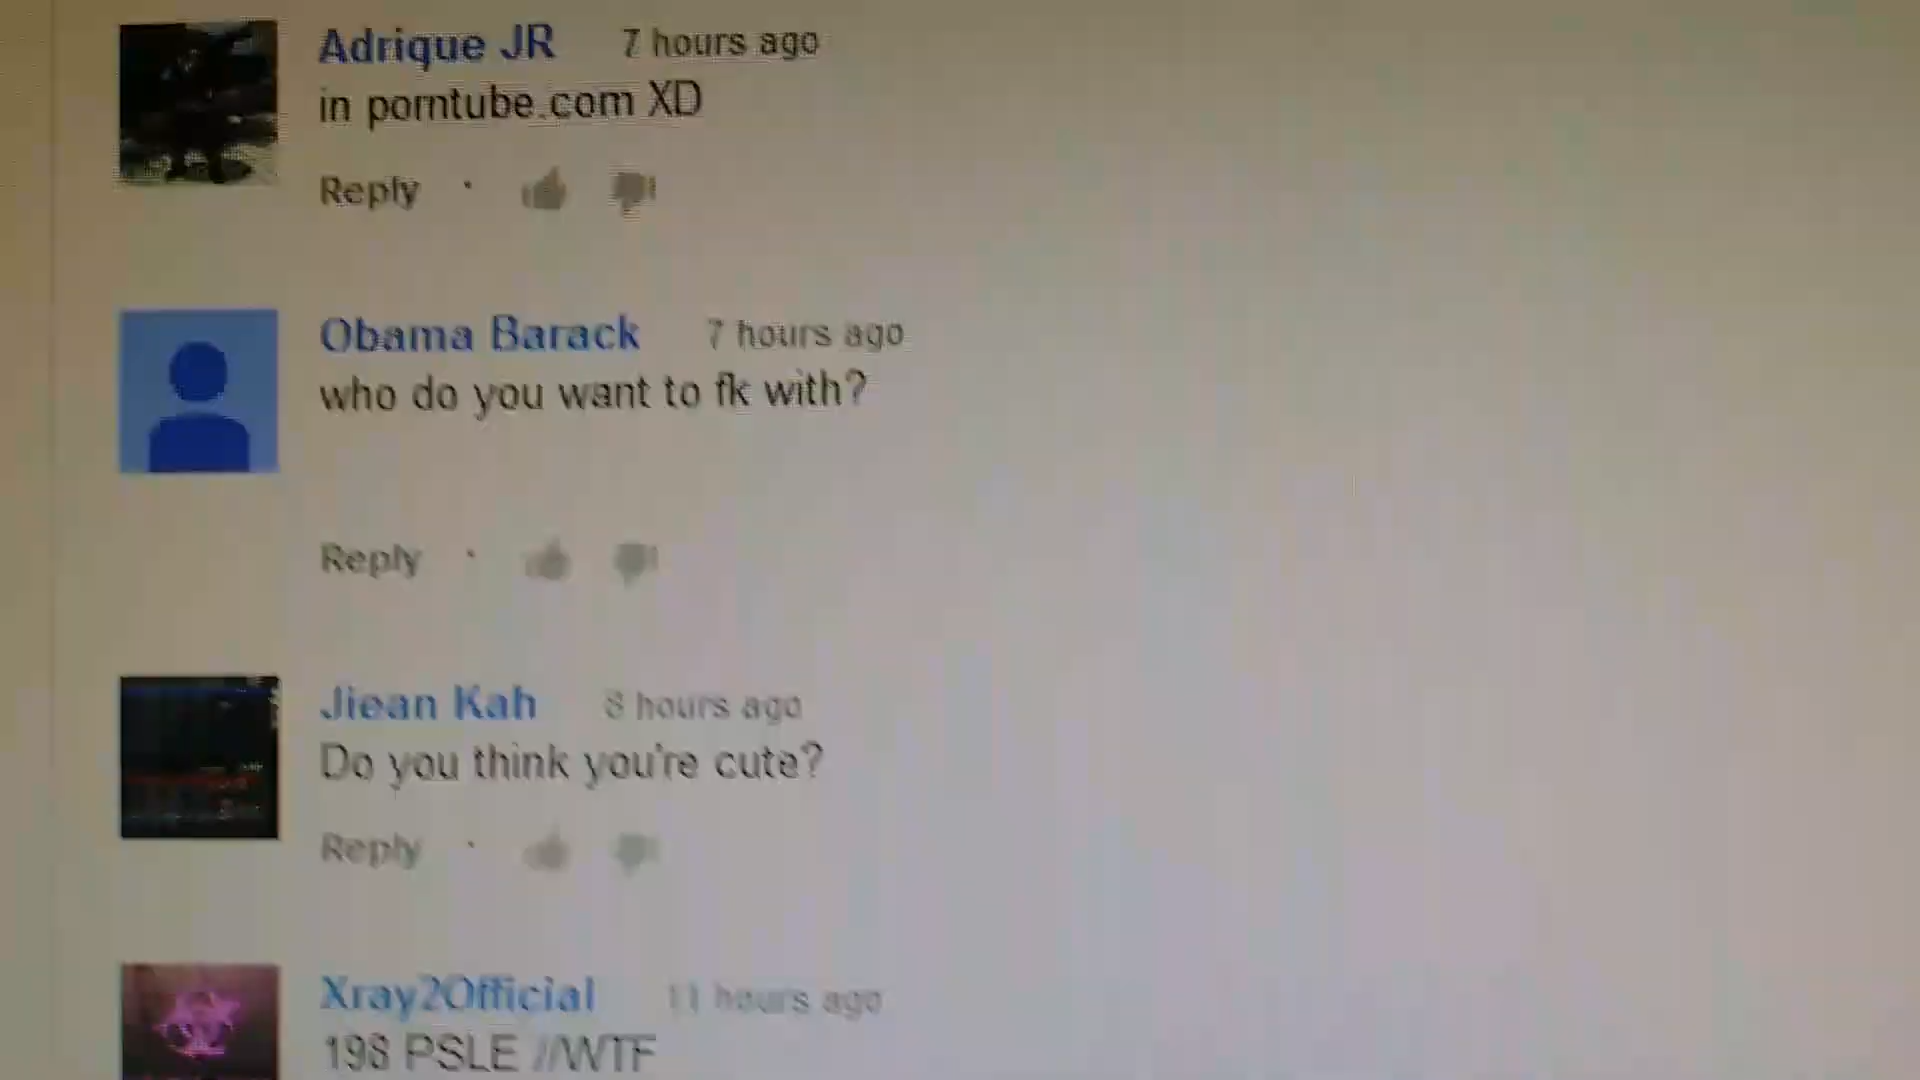 Adrique JR 7 hours ago
in porntube.com XD
Reply
Obama Barack 7 hours ago
who do you want to fk with?
Reply
Jiean Kah 8 hours ago
Do you think you're cute?
Reply
Xray2Official 11 hours ago
198 PSLE //WTF